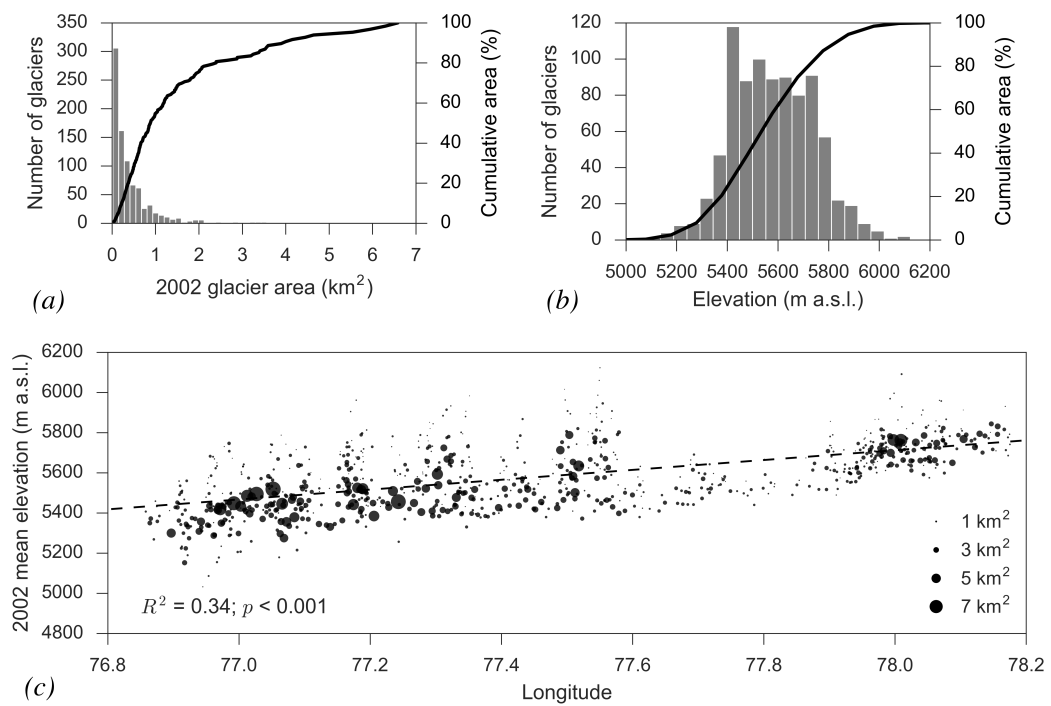 350
300
250
200
150
100
50
0
Number of glaciers
100
80
60
40
20
0
Cumulative area (%)
0 1 2 3 4 5 6 7
2002 glacier area (km²)
(a)
120
100
80
60
40
20
0
Number of glaciers
100
80
60
40
20
0
Cumulative area (%)
5000 5200 5400 5600 5800 6000 6200
Elevation (m a.s.l.)
(b)
6200
6000
5800
5600
5400
5200
5000
4800
2002 mean elevation (m a.s.l.)
1 km²
3 km²
5 km²
7 km²
R² = 0.34; p < 0.001
76.8 77.0 77.2 77.4 77.6 77.8 78.0 78.2
Longitude
(c)